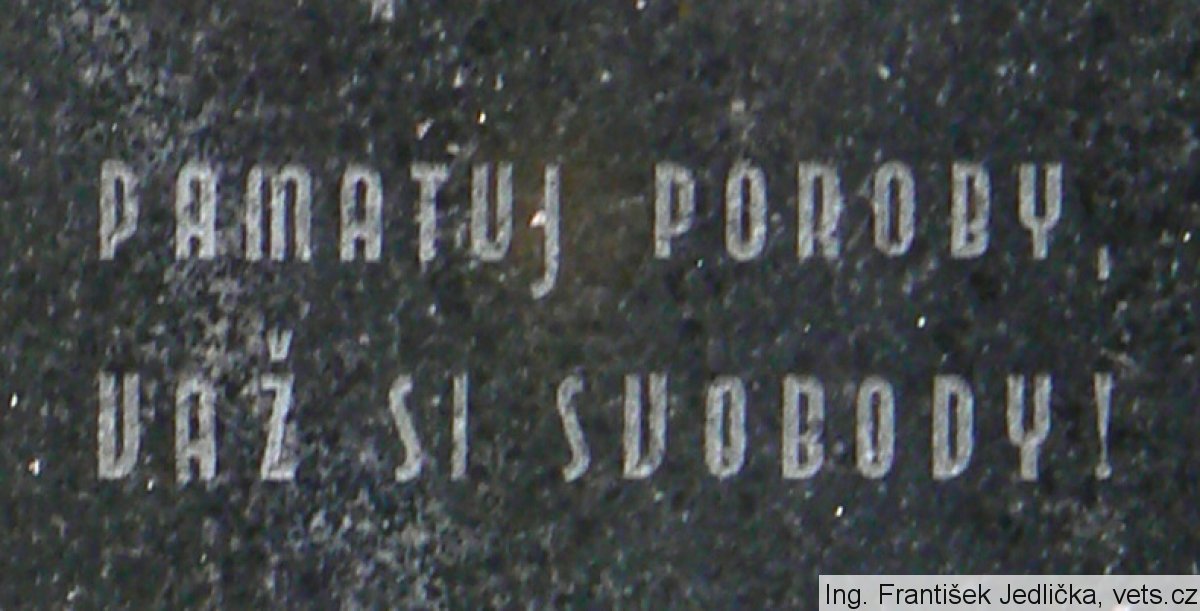 PAMATUJ POROBY,
VAŽ SI SVOBODY!
Ing. František Jedlička, vets.cz